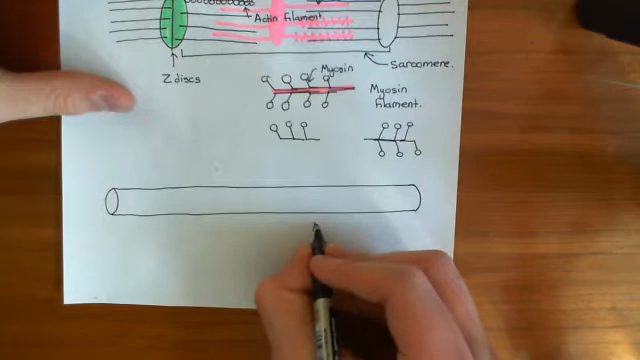 Actin Filament
Z discs
Sarcomere.
Myosin
Myosin
Filament.